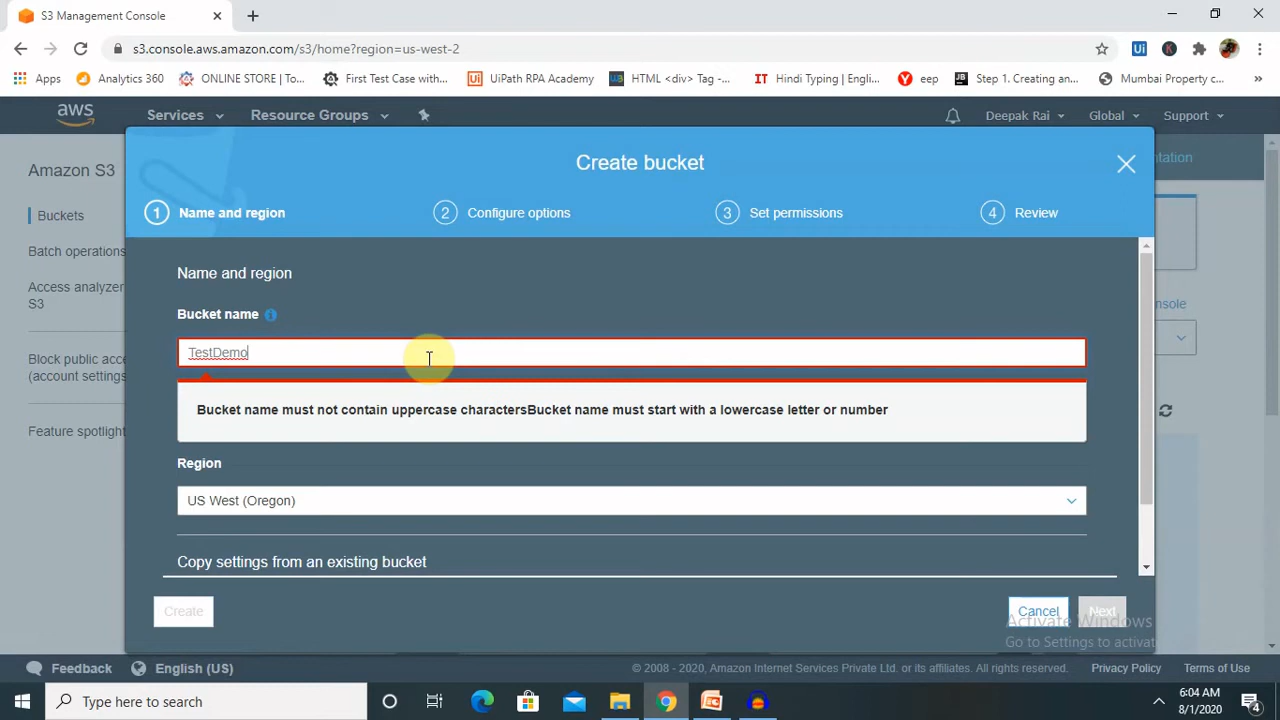 S3 Management Console
s3.console.aws.amazon.com/s3/home?region=us-west-2
Apps Analytics 360 ONLINE STORE | To... First Test Case with... UiPath RPA Academy HTML <div> Tag -... Hindi Typing | Engli... eep Step 1. Creating an... Mumbai Property c... »
aws Services Resource Groups Deepak Rai Global Support
Amazon S3
Buckets
Batch operations
Access analyzer
S3
Block public acce
(account settings
Feature spotlight
ntation
nsole
Create bucket
1 Name and region 2 Configure options 3 Set permissions 4 Review
Name and region
Bucket name
TestDemo
Bucket name must not contain uppercase charactersBucket name must start with a lowercase letter or number
Region
US West (Oregon)
Copy settings from an existing bucket
Create Cancel Next
Activate Windows
Go to Settings to activat
Feedback English (US) © 2008 - 2020, Amazon Internet Services Private Ltd. or its affiliates. All rights reserved. Privacy Policy Terms of Use
Type here to search
6:04 AM
8/1/2020
4